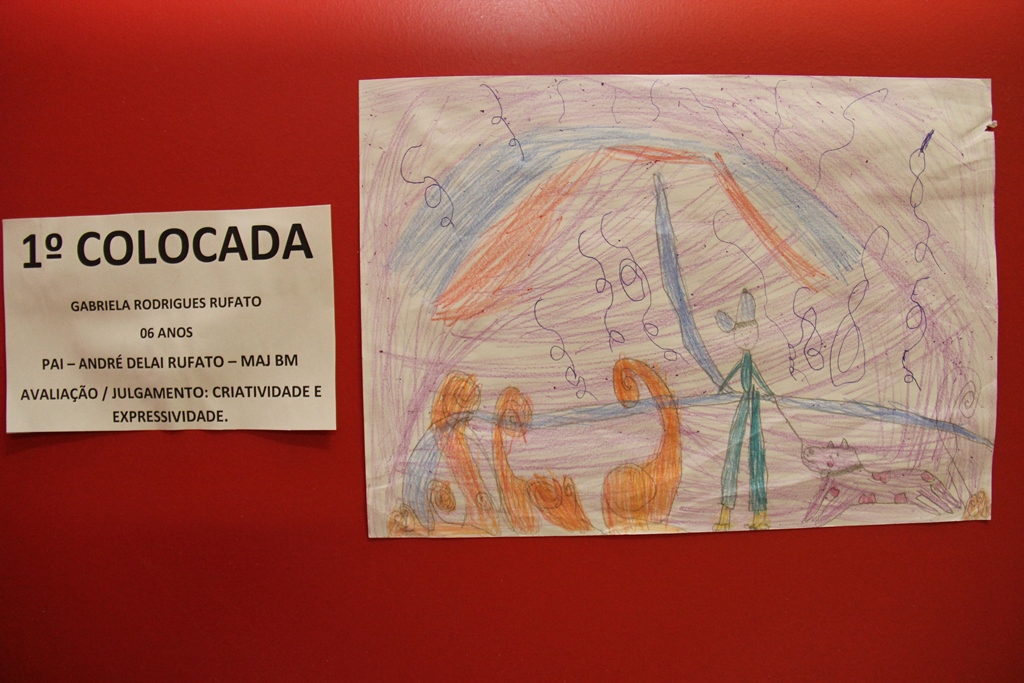 1º COLOCADA
GABRIELA RODRIGUES RUFATO
06 ANOS
PAI – ANDRÉ DELAI RUFATO – MAJ BM
AVALIAÇÃO / JULGAMENTO: CRIATIVIDADE E
EXPRESSIVIDADE.